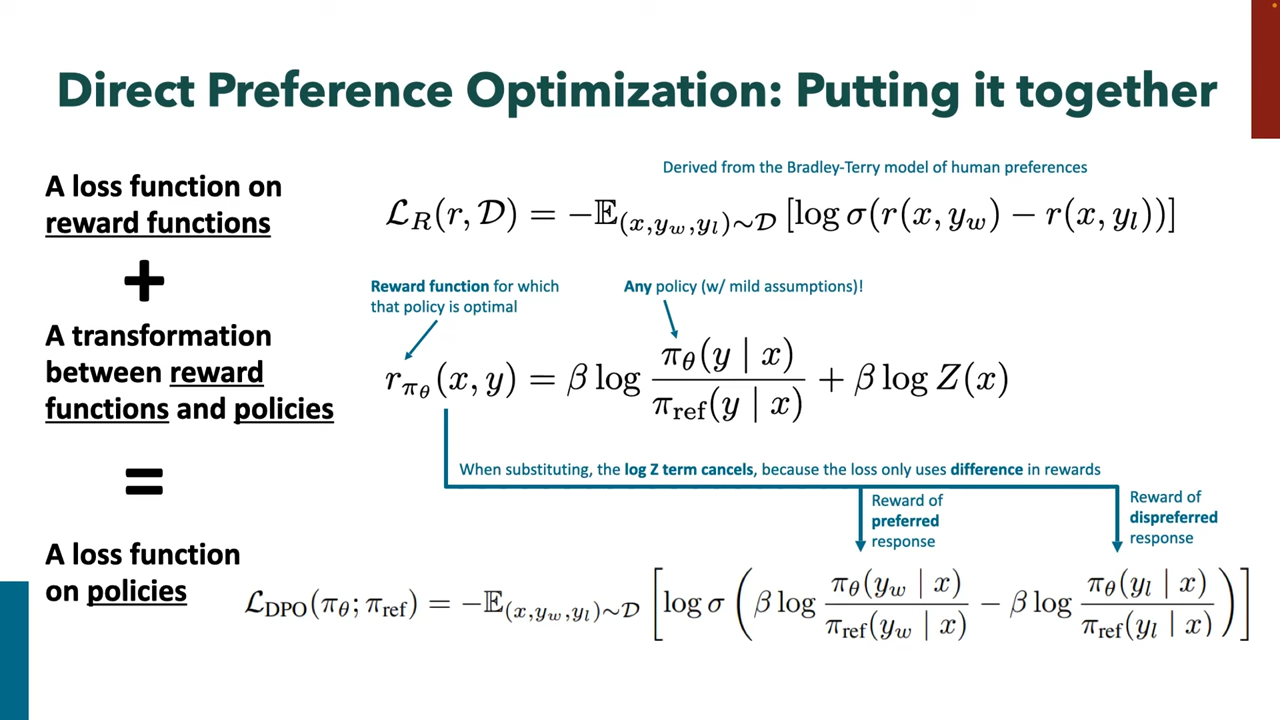 Direct Preference Optimization: Putting it together
A loss function on
reward functions
+
A transformation
between reward
functions and policies
=
A loss function
on policies
Derived from the Bradley-Terry model of human preferences
ℒ_R(r, 𝒟) = −𝔼_{(x,y_w,y_l)∼𝒟} [log σ(r(x, y_w) − r(x, y_l))]
Reward function for which
that policy is optimal
Any policy (w/ mild assumptions)!
r_{π_θ}(x, y) = β log π_θ(y | x) / π_ref(y | x) + β log Z(x)
When substituting, the log Z term cancels, because the loss only uses difference in rewards
Reward of
preferred
response
Reward of
dispreferred
response
ℒ_DPO(π_θ; π_ref) = −𝔼_{(x,y_w,y_l)∼𝒟} [log σ (β log π_θ(y_w | x) / π_ref(y_w | x) − β log π_θ(y_l | x) / π_ref(y_l | x))]